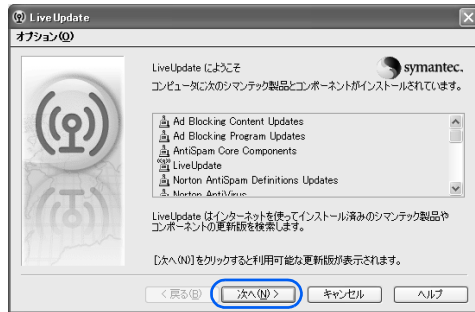 LiveUpdate
オプション(O)
LiveUpdate にようこそ
symantec.
コンピュータに次のシマンテック製品とコンポーネントがインストールされています。
Ad Blocking Content Updates
Ad Blocking Program Updates
AntiSpam Core Components
LiveUpdate
Norton AntiSpam Definitions Updates
Norton AntiVirus
LiveUpdate はインターネットを使ってインストール済みのシマンテック製品や
コンポーネントの更新版を検索します。
[次へ(N)]をクリックすると利用可能な更新版が表示されます。
< 戻る(B)
次へ(N) >
キャンセル
ヘルプ